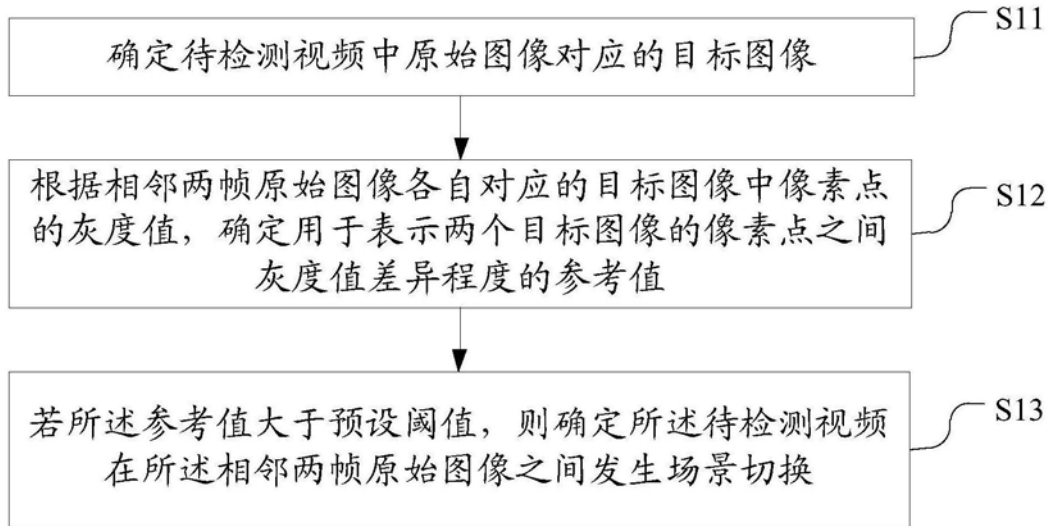 S11
确定待检测视频中原始图像对应的目标图像
S12
根据相邻两帧原始图像各自对应的目标图像中像素点
的灰度值，确定用于表示两个目标图像的像素点之间
灰度值差异程度的参考值
S13
若所述参考值大于预设阈值，则确定所述待检测视频
在所述相邻两帧原始图像之间发生场景切换